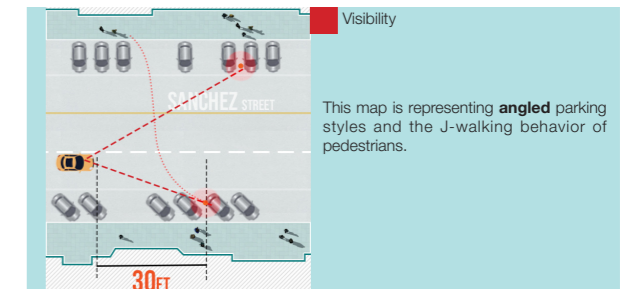 Visibility
SANCHEZ STREET
This map is representing angled parking
styles and the J-walking behavior of
pedestrians.
30FT